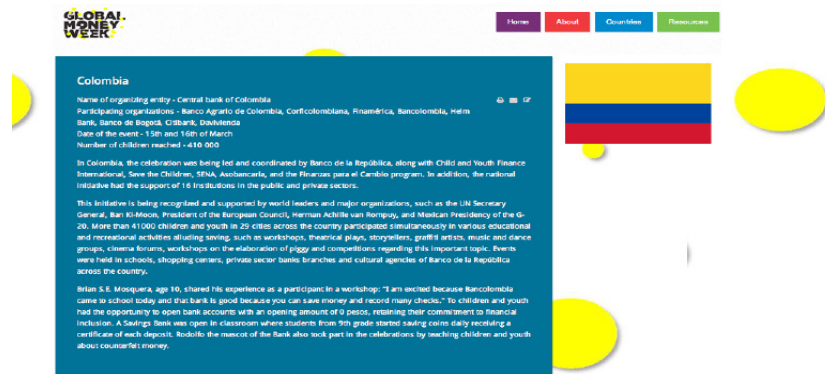 GLOBAL
MONEY
WEEK
Home About Countries Resources
Colombia
Name of organizing entity - Central bank of Colombia
Participating organizations - Banco Agrario de Colombia, Corficolombiana, Finamérica, Bancolombia, Helm
Bank, Banco de Bogotá, Citibank, Davivienda
Date of the event - 15th and 16th of March
Number of children reached - 410 000
In Colombia, the celebration was being led and coordinated by Banco de la República, along with Child and Youth Finance
International, Save the Children, SENA, Asobancaria, and the Finanzas para el Cambio program. In addition, the national
initiative had the support of 16 institutions in the public and private sectors.
This initiative is being recognized and supported by world leaders and major organizations, such as the UN Secretary
General, Ban Ki-Moon, President of the European Council, Herman Achille van Rompuy, and Mexican Presidency of the G-
20. More than 41000 children and youth in 29 cities across the country participated simultaneously in various educational
and recreational activities alluding saving, such as workshops, theatrical plays, storytellers, graffiti artists, music and dance
groups, cinema forums, workshops on the elaboration of piggy and competitions regarding this important topic. Events
were held in schools, shopping centers, private sector banks branches and cultural agencies of Banco de la República
across the country.
Brian S.E. Mosquera, age 10, shared his experience as a participant in a workshop: "I am excited because Bancolombia
came to school today and that bank is good because you can save money and record many checks." To children and youth
had the opportunity to open bank accounts with an opening amount of 0 pesos, retaining their commitment to financial
inclusion. A Savings Bank was open in classroom where students from 9th grade started saving coins daily receiving a
certificate of each deposit. Rodolfo the mascot of the Bank also took part in the celebrations by teaching children and youth
about counterfeit money.